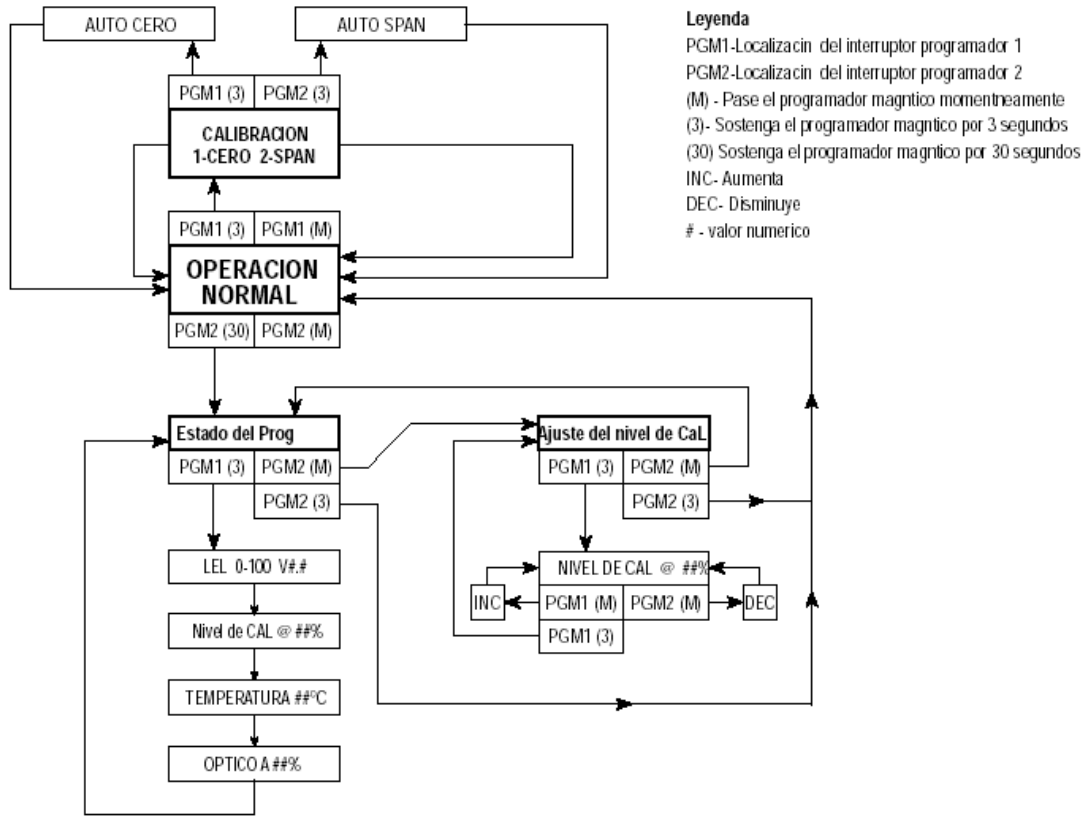 AUTO CERO
AUTO SPAN
PGM1 (3) PGM2 (3)
CALIBRACION
1-CERO 2-SPAN
PGM1 (3) PGM1 (M)
OPERACION
NORMAL
PGM2 (30) PGM2 (M)
Leyenda
PGM1-Localizacin del interruptor programador 1
PGM2-Localizacin del interruptor programador 2
(M) - Pase el programador magntico momentneamente
(3)- Sostenga el programador magntico por 3 segundos
(30) Sostenga el programador magntico por 30 segundos
INC- Aumenta
DEC- Disminuye
# - valor numerico
Estado del Prog
PGM1 (3) PGM2 (M)
PGM2 (3)
LEL 0-100 V#.#
Nivel de CAL @ ##%
TEMPERATURA ##ºC
OPTICO A ##%
Ajuste del nivel de CaL
PGM1 (3) PGM2 (M)
PGM2 (3)
NIVEL DE CAL @ ##%
INC PGM1 (M) PGM2 (M) DEC
PGM1 (3)